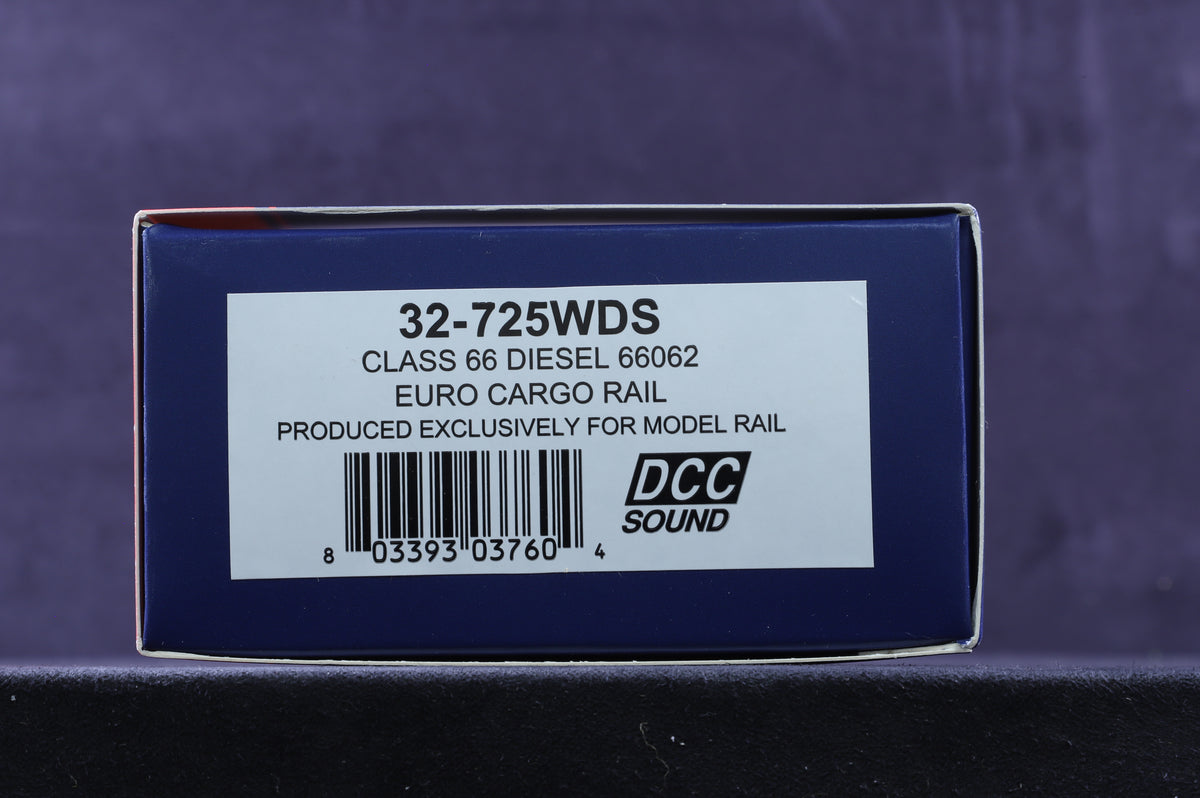 32-725WDS
CLASS 66 DIESEL 66062
EURO CARGO RAIL
PRODUCED EXCLUSIVELY FOR MODEL RAIL
DCC
SOUND
8 03393 03760 4